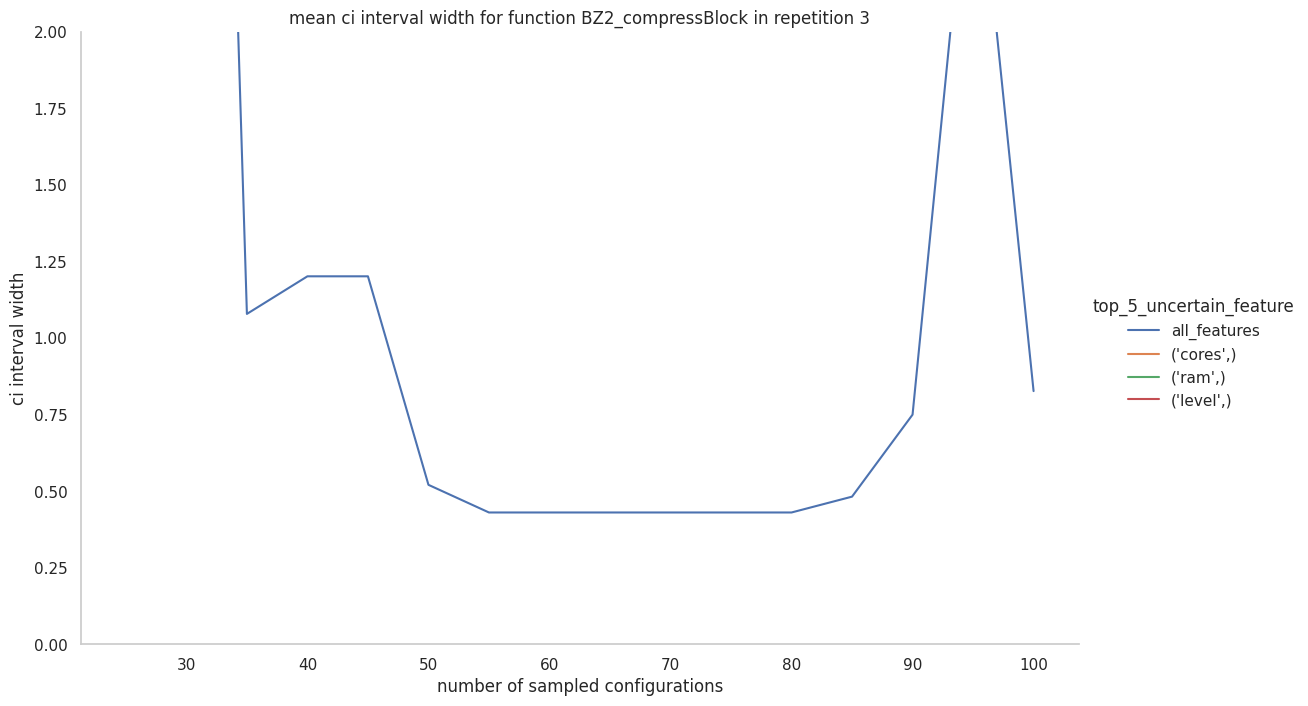 mean ci interval width for function BZ2_compressBlock in repetition 3
2.00
1.75
1.50
1.25
1.00
0.75
0.50
0.25
0.00
ci interval width
30 40 50 60 70 80 90 100
number of sampled configurations
top_5_uncertain_feature
all_features
('cores',)
('ram',)
('level',)